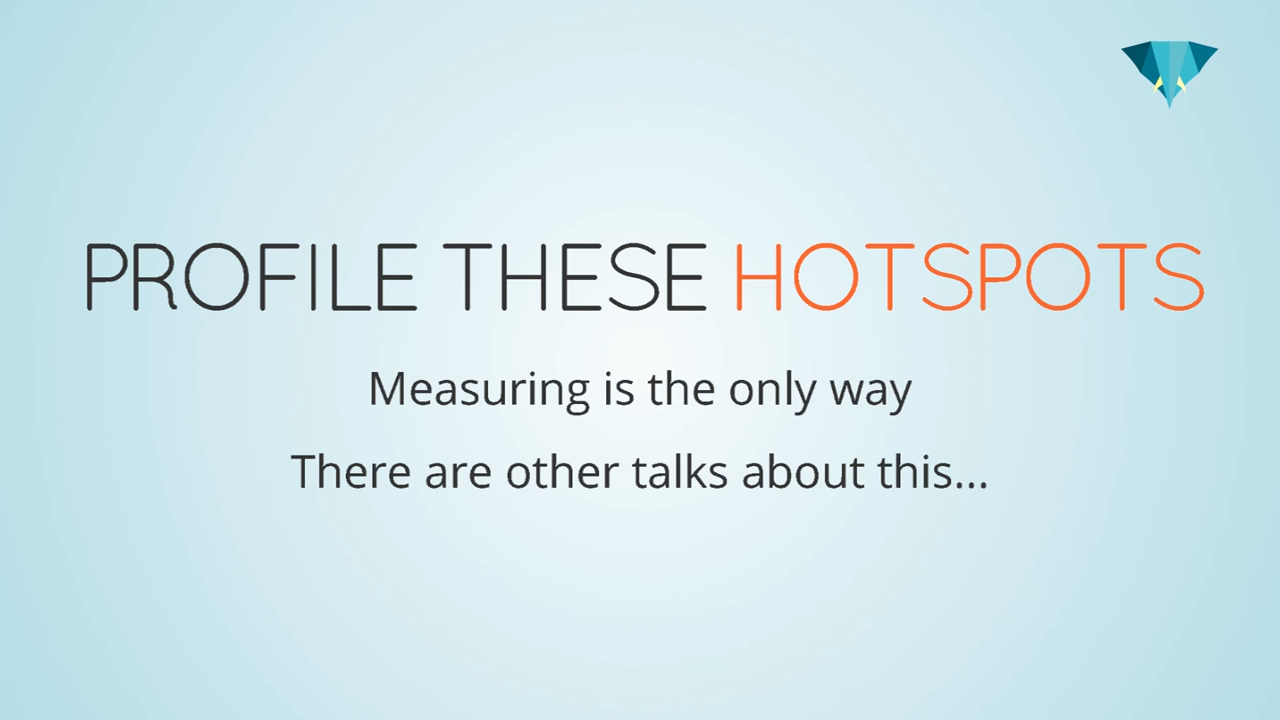 PROFILE THESE HOTSPOTS
Measuring is the only way
There are other talks about this...